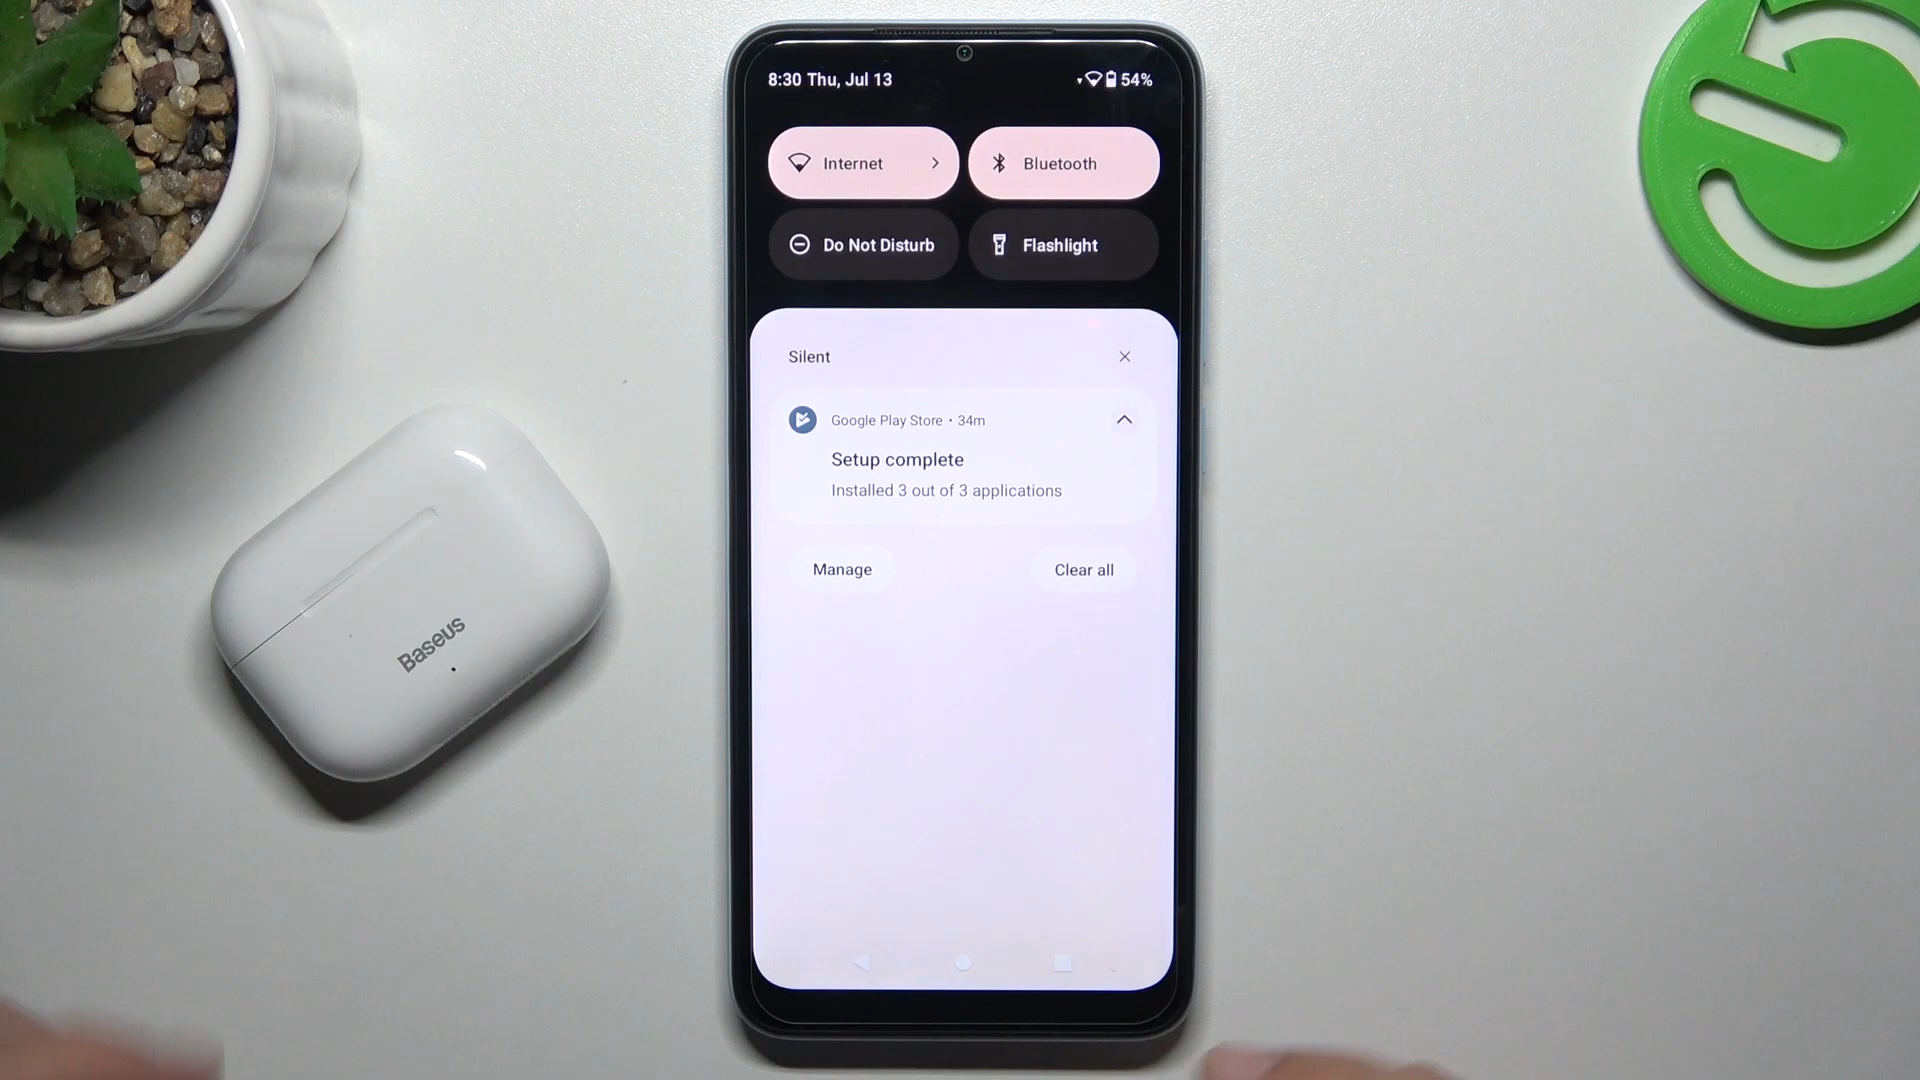 8:30 Thu, Jul 13
54%
Internet
Bluetooth
Do Not Disturb
Flashlight
Silent
Google Play Store • 34m
Setup complete
Installed 3 out of 3 applications
Manage
Clear all
Baseus